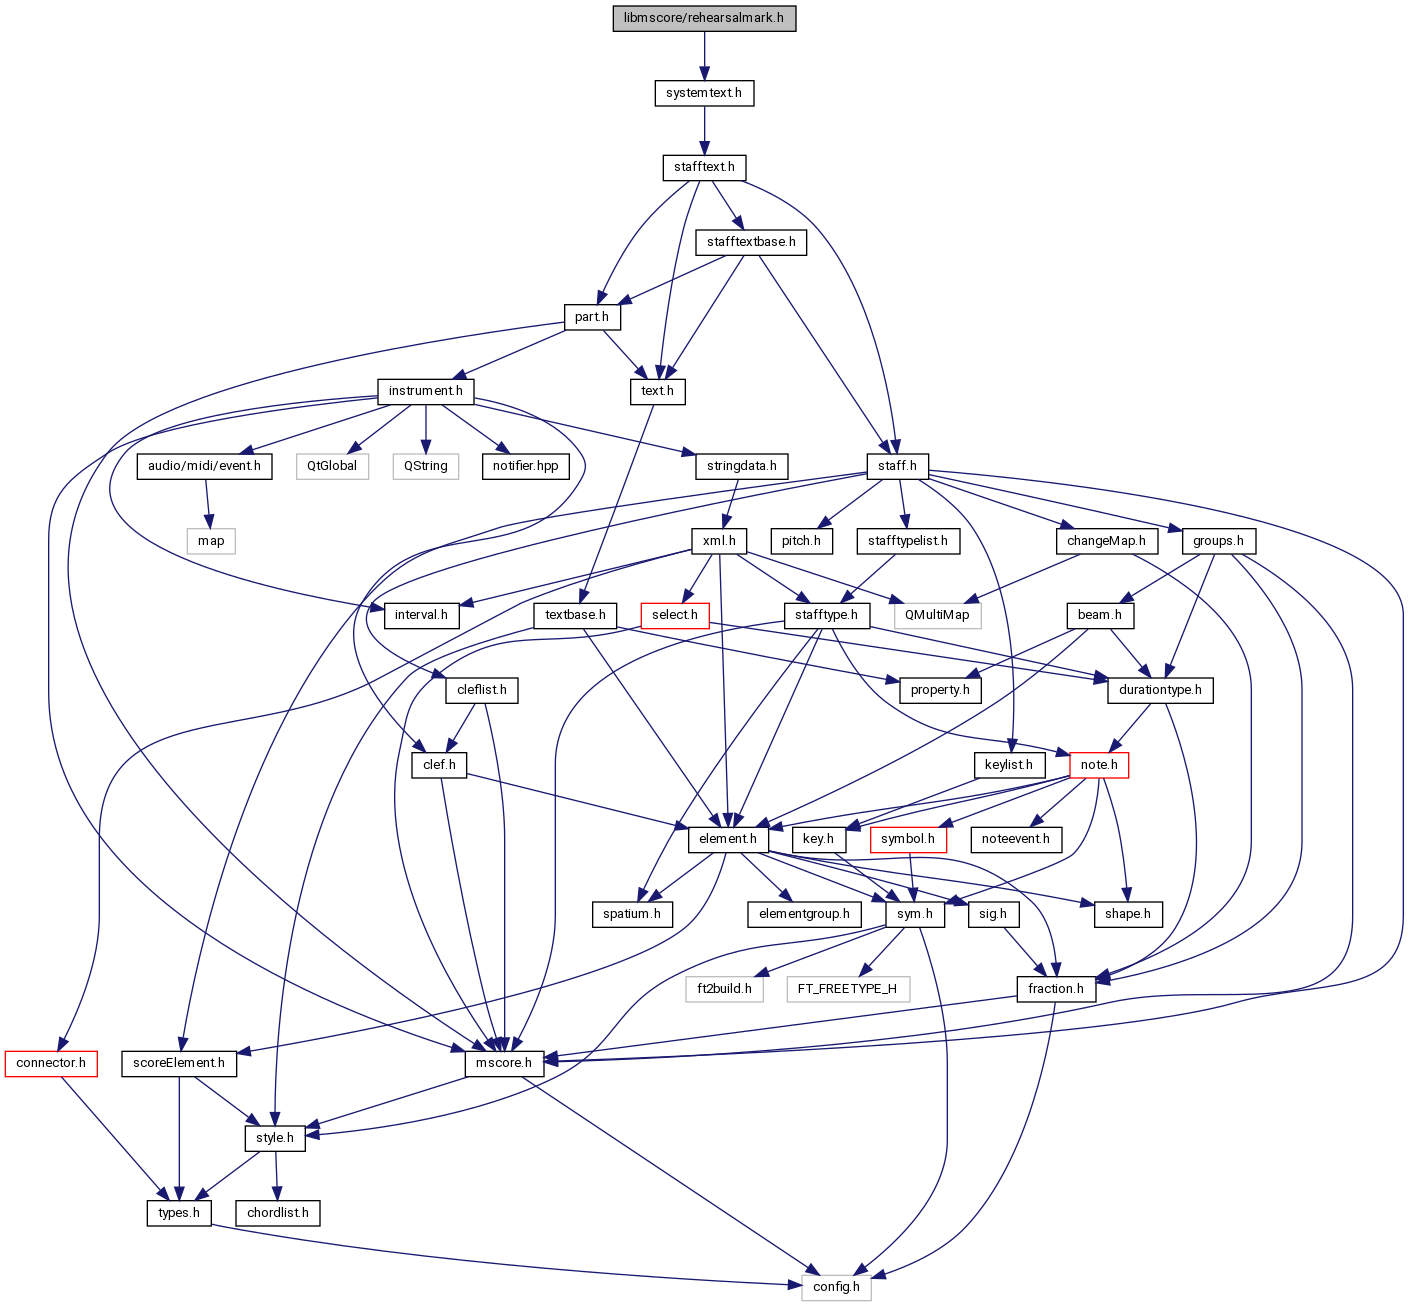 libmscore/rehearsalmark.h
systemtext.h
stafftext.h
stafftextbase.h
part.h
instrument.h
text.h
audio/midi/event.h
QtGlobal
QString
notifier.hpp
stringdata.h
staff.h
map
xml.h
pitch.h
stafftypelist.h
changeMap.h
groups.h
interval.h
textbase.h
select.h
stafftype.h
QMultiMap
beam.h
cleflist.h
property.h
durationtype.h
clef.h
keylist.h
note.h
element.h
key.h
symbol.h
noteevent.h
spatium.h
elementgroup.h
sym.h
sig.h
shape.h
ft2build.h
FT_FREETYPE_H
fraction.h
connector.h
scoreElement.h
mscore.h
style.h
types.h
chordlist.h
config.h